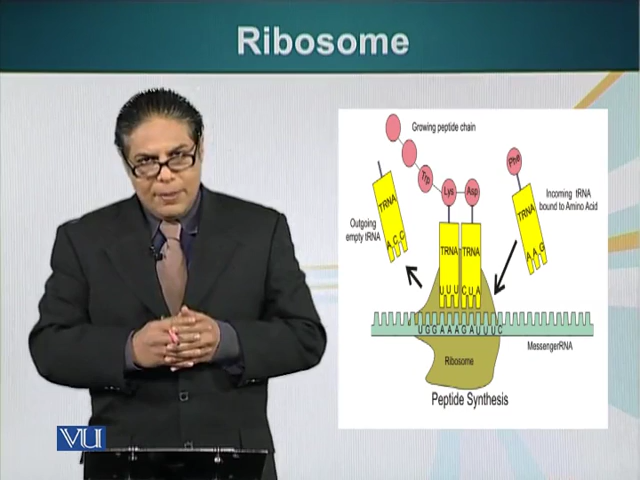 Ribosome
Growing peptide chain
Trp
Lys
Asp
Phe
TRNA
Outgoing
empty tRNA
A C C
TRNA
Incoming tRNA
bound to Amino Acid
A A G
TRNA
TRNA
U U U C U A
U G G A A A G A U U U C
MessengerRNA
Ribosome
Peptide Synthesis
VU